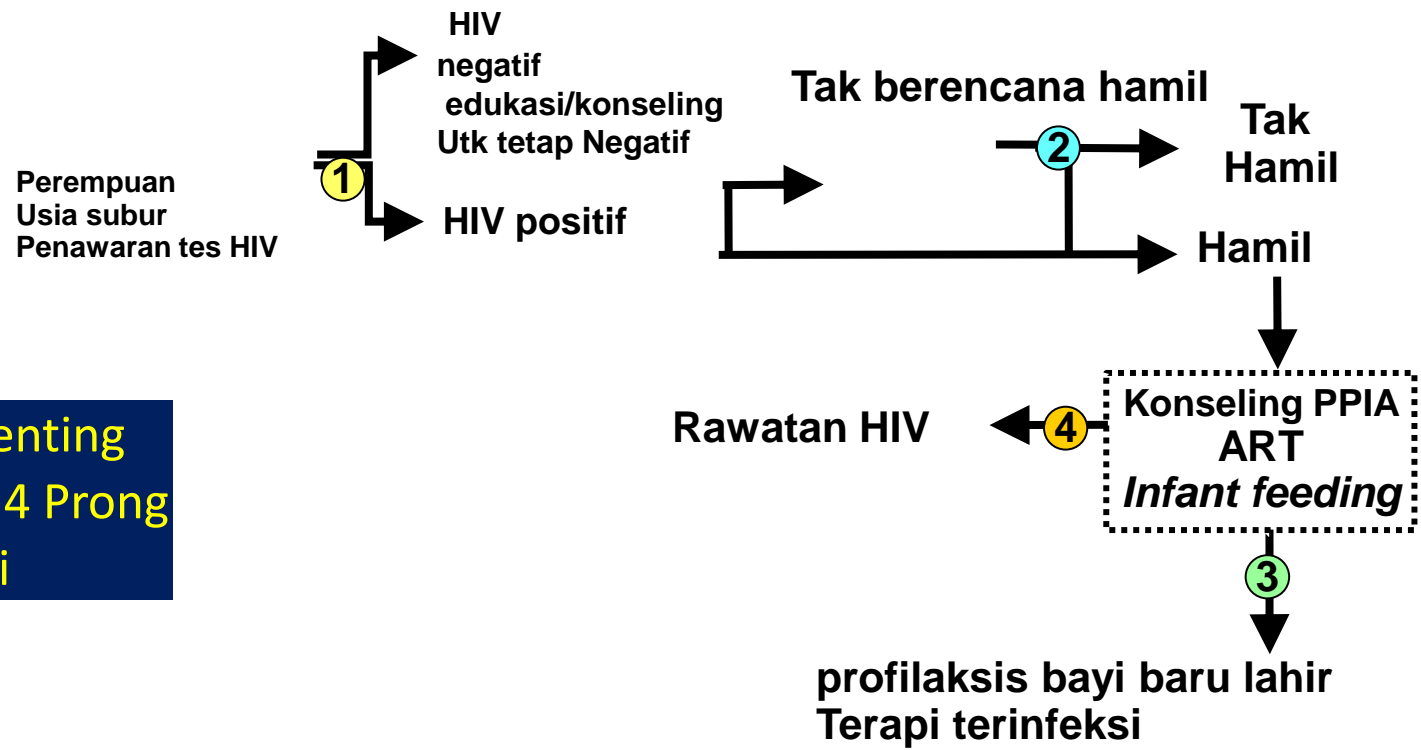 Perempuan
Usia subur
Penawaran tes HIV
1
HIV
negatif
edukasi/konseling
Utk tetap Negatif
HIV positif
Tak berencana hamil
2
Tak
Hamil
Hamil
Konseling PPIA
ART
Infant feeding
4
Rawatan HIV
3
profilaksis bayi baru lahir
Terapi terinfeksi
4 Prong